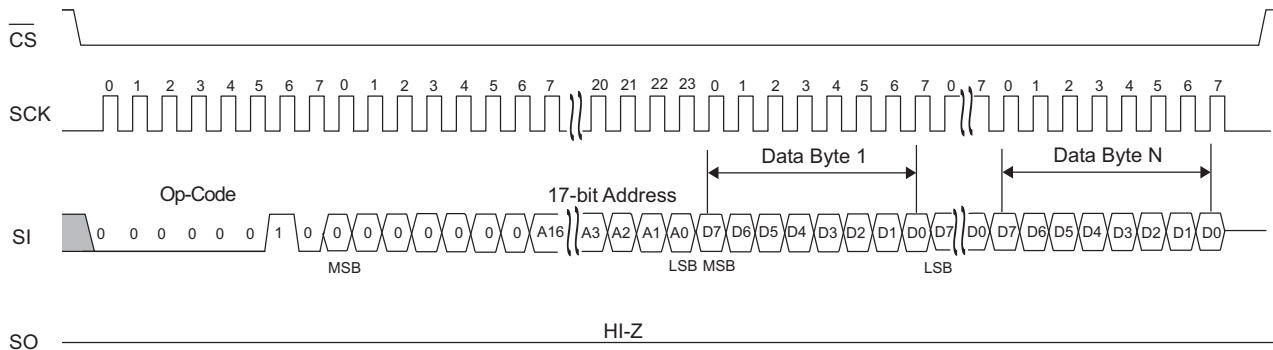 CS
0 1 2 3 4 5 6 7 0 1 2 3 4 5 6 7 20 21 22 23 0 1 2 3 4 5 6 7 0 7 0 1 2 3 4 5 6 7
SCK
Data Byte 1 Data Byte N
Op-Code 17-bit Address
SI 0 0 0 0 0 0 1 0 0 0 0 0 0 0 0 A16 A3 A2 A1 A0 D7 D6 D5 D4 D3 D2 D1 D0 D7 D0 D7 D6 D5 D4 D3 D2 D1 D0
MSB LSB MSB LSB
HI-Z
SO